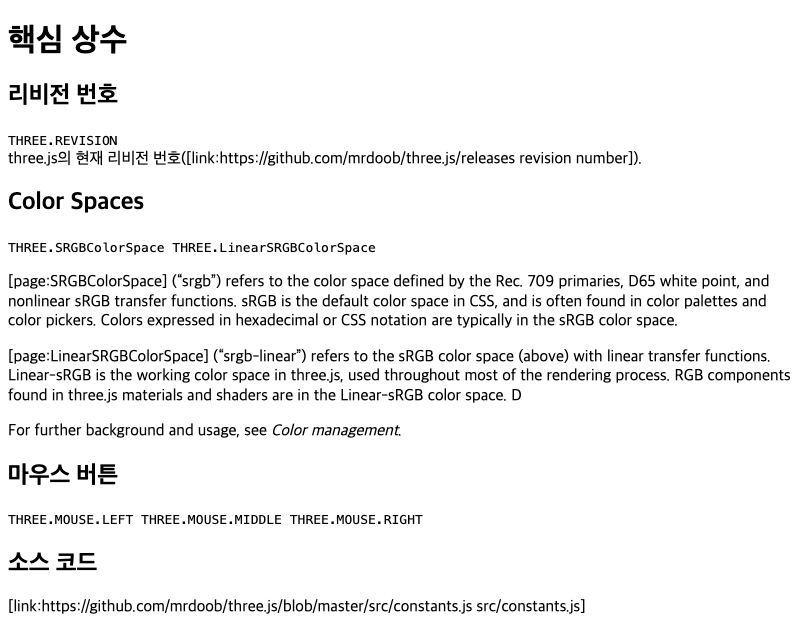 핵심 상수
리비전 번호
THREE.REVISION
three.js의 현재 리비전 번호([link:https://github.com/mrdoob/three.js/releases revision number]).
Color Spaces
THREE.SRGBColorSpace THREE.LinearSRGBColorSpace
[page:SRGBColorSpace] (“srgb”) refers to the color space defined by the Rec. 709 primaries, D65 white point, and
nonlinear sRGB transfer functions. sRGB is the default color space in CSS, and is often found in color palettes and
color pickers. Colors expressed in hexadecimal or CSS notation are typically in the sRGB color space.
[page:LinearSRGBColorSpace] (“srgb-linear”) refers to the sRGB color space (above) with linear transfer functions.
Linear-sRGB is the working color space in three.js, used throughout most of the rendering process. RGB components
found in three.js materials and shaders are in the Linear-sRGB color space. D
For further background and usage, see Color management.
마우스 버튼
THREE.MOUSE.LEFT THREE.MOUSE.MIDDLE THREE.MOUSE.RIGHT
소스 코드
[link:https://github.com/mrdoob/three.js/blob/master/src/constants.js src/constants.js]